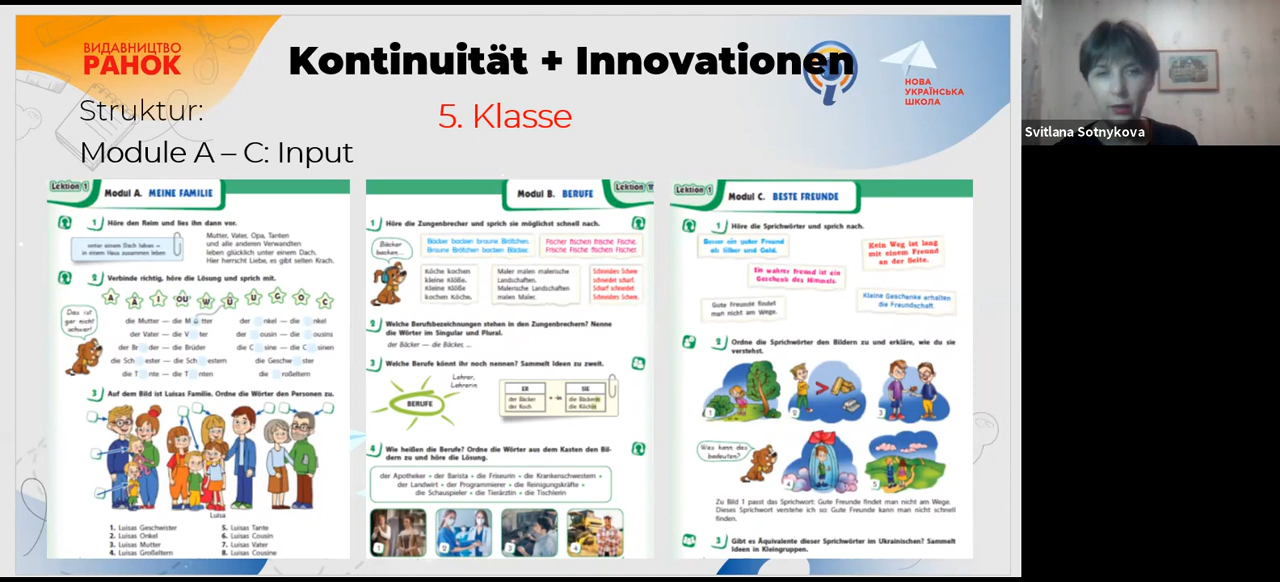 ВИДАВНИЦТВО
РАНОК
Kontinuität + Innovationen
НОВА
УКРАЇНСЬКА
ШКОЛА
Struktur:
5. Klasse
Module A – C: Input
Svitlana Sotnykova
Lektion 1
Modul A. MEINE FAMILIE
1 Höre den Reim und lies ihn dann vor.
unter einem Dach leben =
in einem Haus zusammen leben
Mutter, Vater, Opa, Tanten
und alle anderen Verwandten
leben glücklich unter einem Dach.
Hier herrscht Liebe, es gibt selten Krach.
2 Verbinde richtig, höre die Lösung und sprich mit.
Das ist
gar nicht
schwer!
die Mutter — die M ü tter
der nkel — die nkel
der Vater — die V ter
der ousin — die ousins
der Br der — die Brüder
die C sine — die C sinen
die Sch ester — die Sch estern
die Geschw ster
die T nte — die T nten
die roßeltern
3 Auf dem Bild ist Luisas Familie. Ordne die Wörter den Personen zu.
Luisa
1. Luisas Geschwister
2. Luisas Onkel
3. Luisas Mutter
4. Luisas Großeltern
5. Luisas Tante
6. Luisas Cousin
7. Luisas Vater
8. Luisas Cousine
Modul B. BERUFE
Lektion
1 Höre die Zungenbrecher und sprich sie möglichst schnell nach.
Bäcker
backen...
Bäcker backen braune Brötchen.
Braune Brötchen backen Bäcker.
Fischer fischen frische Fische.
Frische Fische fischen Fischer.
Köche kochen
kleine Klöße.
Kleine Klöße
kochen Köche.
Maler malen malerische
Landschaften.
Malerische Landschaften
malen Maler.
Schneiders Schere
schneidet scharf.
Scharf schneidet
Schneiders Schere.
2 Welche Berufsbezeichnungen stehen in den Zungenbrechern? Nenne
die Wörter im Singular und Plural.
der Bäcker — die Bäcker, ...
3 Welche Berufe könnt ihr noch nennen? Sammelt Ideen zu zweit.
BERUFE
Lehrer,
Lehrerin
ER
der Bäcker
der Koch
+ -in
SIE
die Bäckerin
die Köchin
4 Wie heißen die Berufe? Ordne die Wörter aus dem Kasten den Bil-
dern zu und höre die Lösung.
der Apotheker • der Barista • die Friseurin • die Krankenschwestern •
der Landwirt • der Programmierer • die Reinigungskräfte •
die Schauspieler • die Tierärztin • die Tischlerin
1
2
3
4
Lektion 1
Modul C. BESTE FREUNDE
1 Höre die Sprichwörter und sprich nach.
Besser ein guter Freund
als Silber und Gold.
Kein Weg ist lang
mit einem Freund
an der Seite.
Ein wahrer Freund ist ein
Geschenk des Himmels.
Gute Freunde findet
man nicht am Wege.
Kleine Geschenke erhalten
die Freundschaft.
2 Ordne die Sprichwörter den Bildern zu und erkläre, wie du sie
verstehst.
1
2
3
Was kann das
bedeuten?
4
5
Zu Bild 1 passt das Sprichwort: Gute Freunde findet man nicht am Wege.
Dieses Sprichwort verstehe ich so: Gute Freunde kann man nicht schnell
finden.
3 Gibt es Äquivalente dieser Sprichwörter im Ukrainischen? Sammelt
Ideen in Kleingruppen.